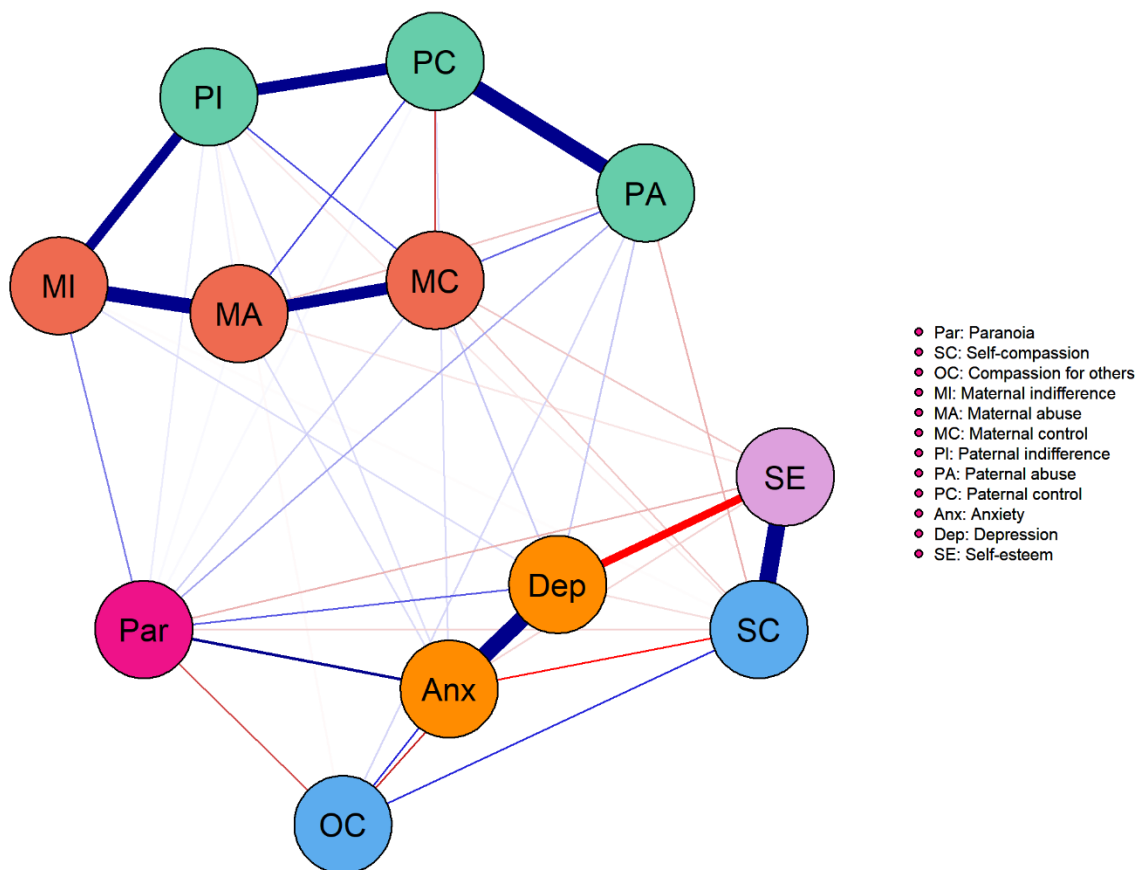 PC
PI
PA
MC
MI
MA
SE
Dep
Par
SC
Anx
OC
Par: Paranoia
SC: Self-compassion
OC: Compassion for others
MI: Maternal indifference
MA: Maternal abuse
MC: Maternal control
PI: Paternal indifference
PA: Paternal abuse
PC: Paternal control
Anx: Anxiety
Dep: Depression
SE: Self-esteem